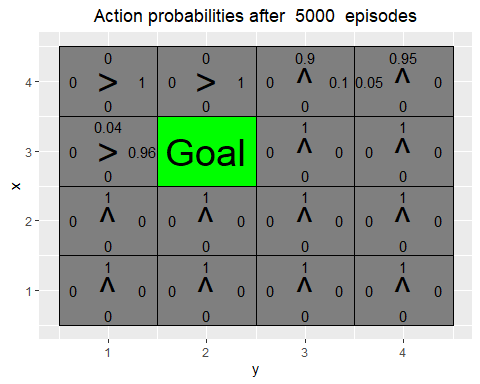 Action probabilities after 5000 episodes
0 0 0.9 0.95
4 0 > 1 0 > 1 0 ^ 0.1 0.05 ^ 0
0 0 0 0
0.04 1 1
3 0 > 0.96 Goal 0 ^ 0 0 ^ 0
0 0 0
1 1 1 1
2 0 ^ 0 0 ^ 0 0 ^ 0 0 ^ 0
0 0 0 0
1 1 1 1
1 0 ^ 0 0 ^ 0 0 ^ 0 0 ^ 0
0 0 0 0
1 2 3 4
x
y